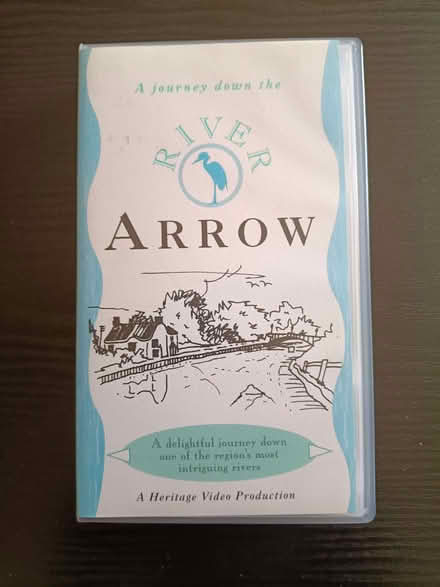 A journey down the
RIVER
ARROW
A delightful journey down
one of the region's most
intriguing rivers
A Heritage Video Production